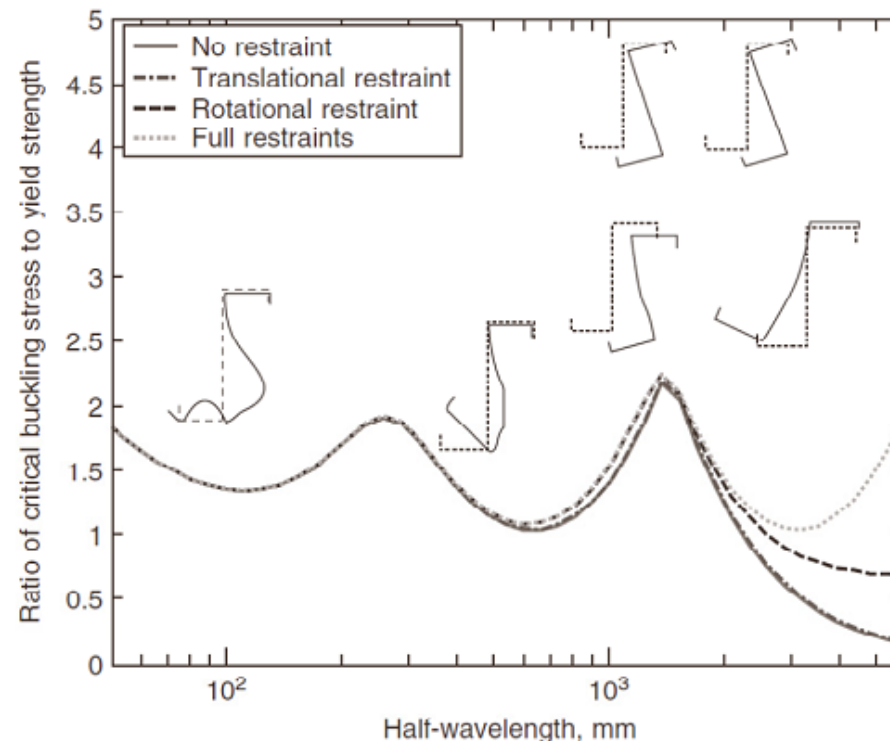 Ratio of critical buckling stress to yield strength
5
4.5
4
3.5
3
2.5
2
1.5
1
0.5
0
No restraint
Translational restraint
Rotational restraint
Full restraints
10²
10³
Half-wavelength, mm